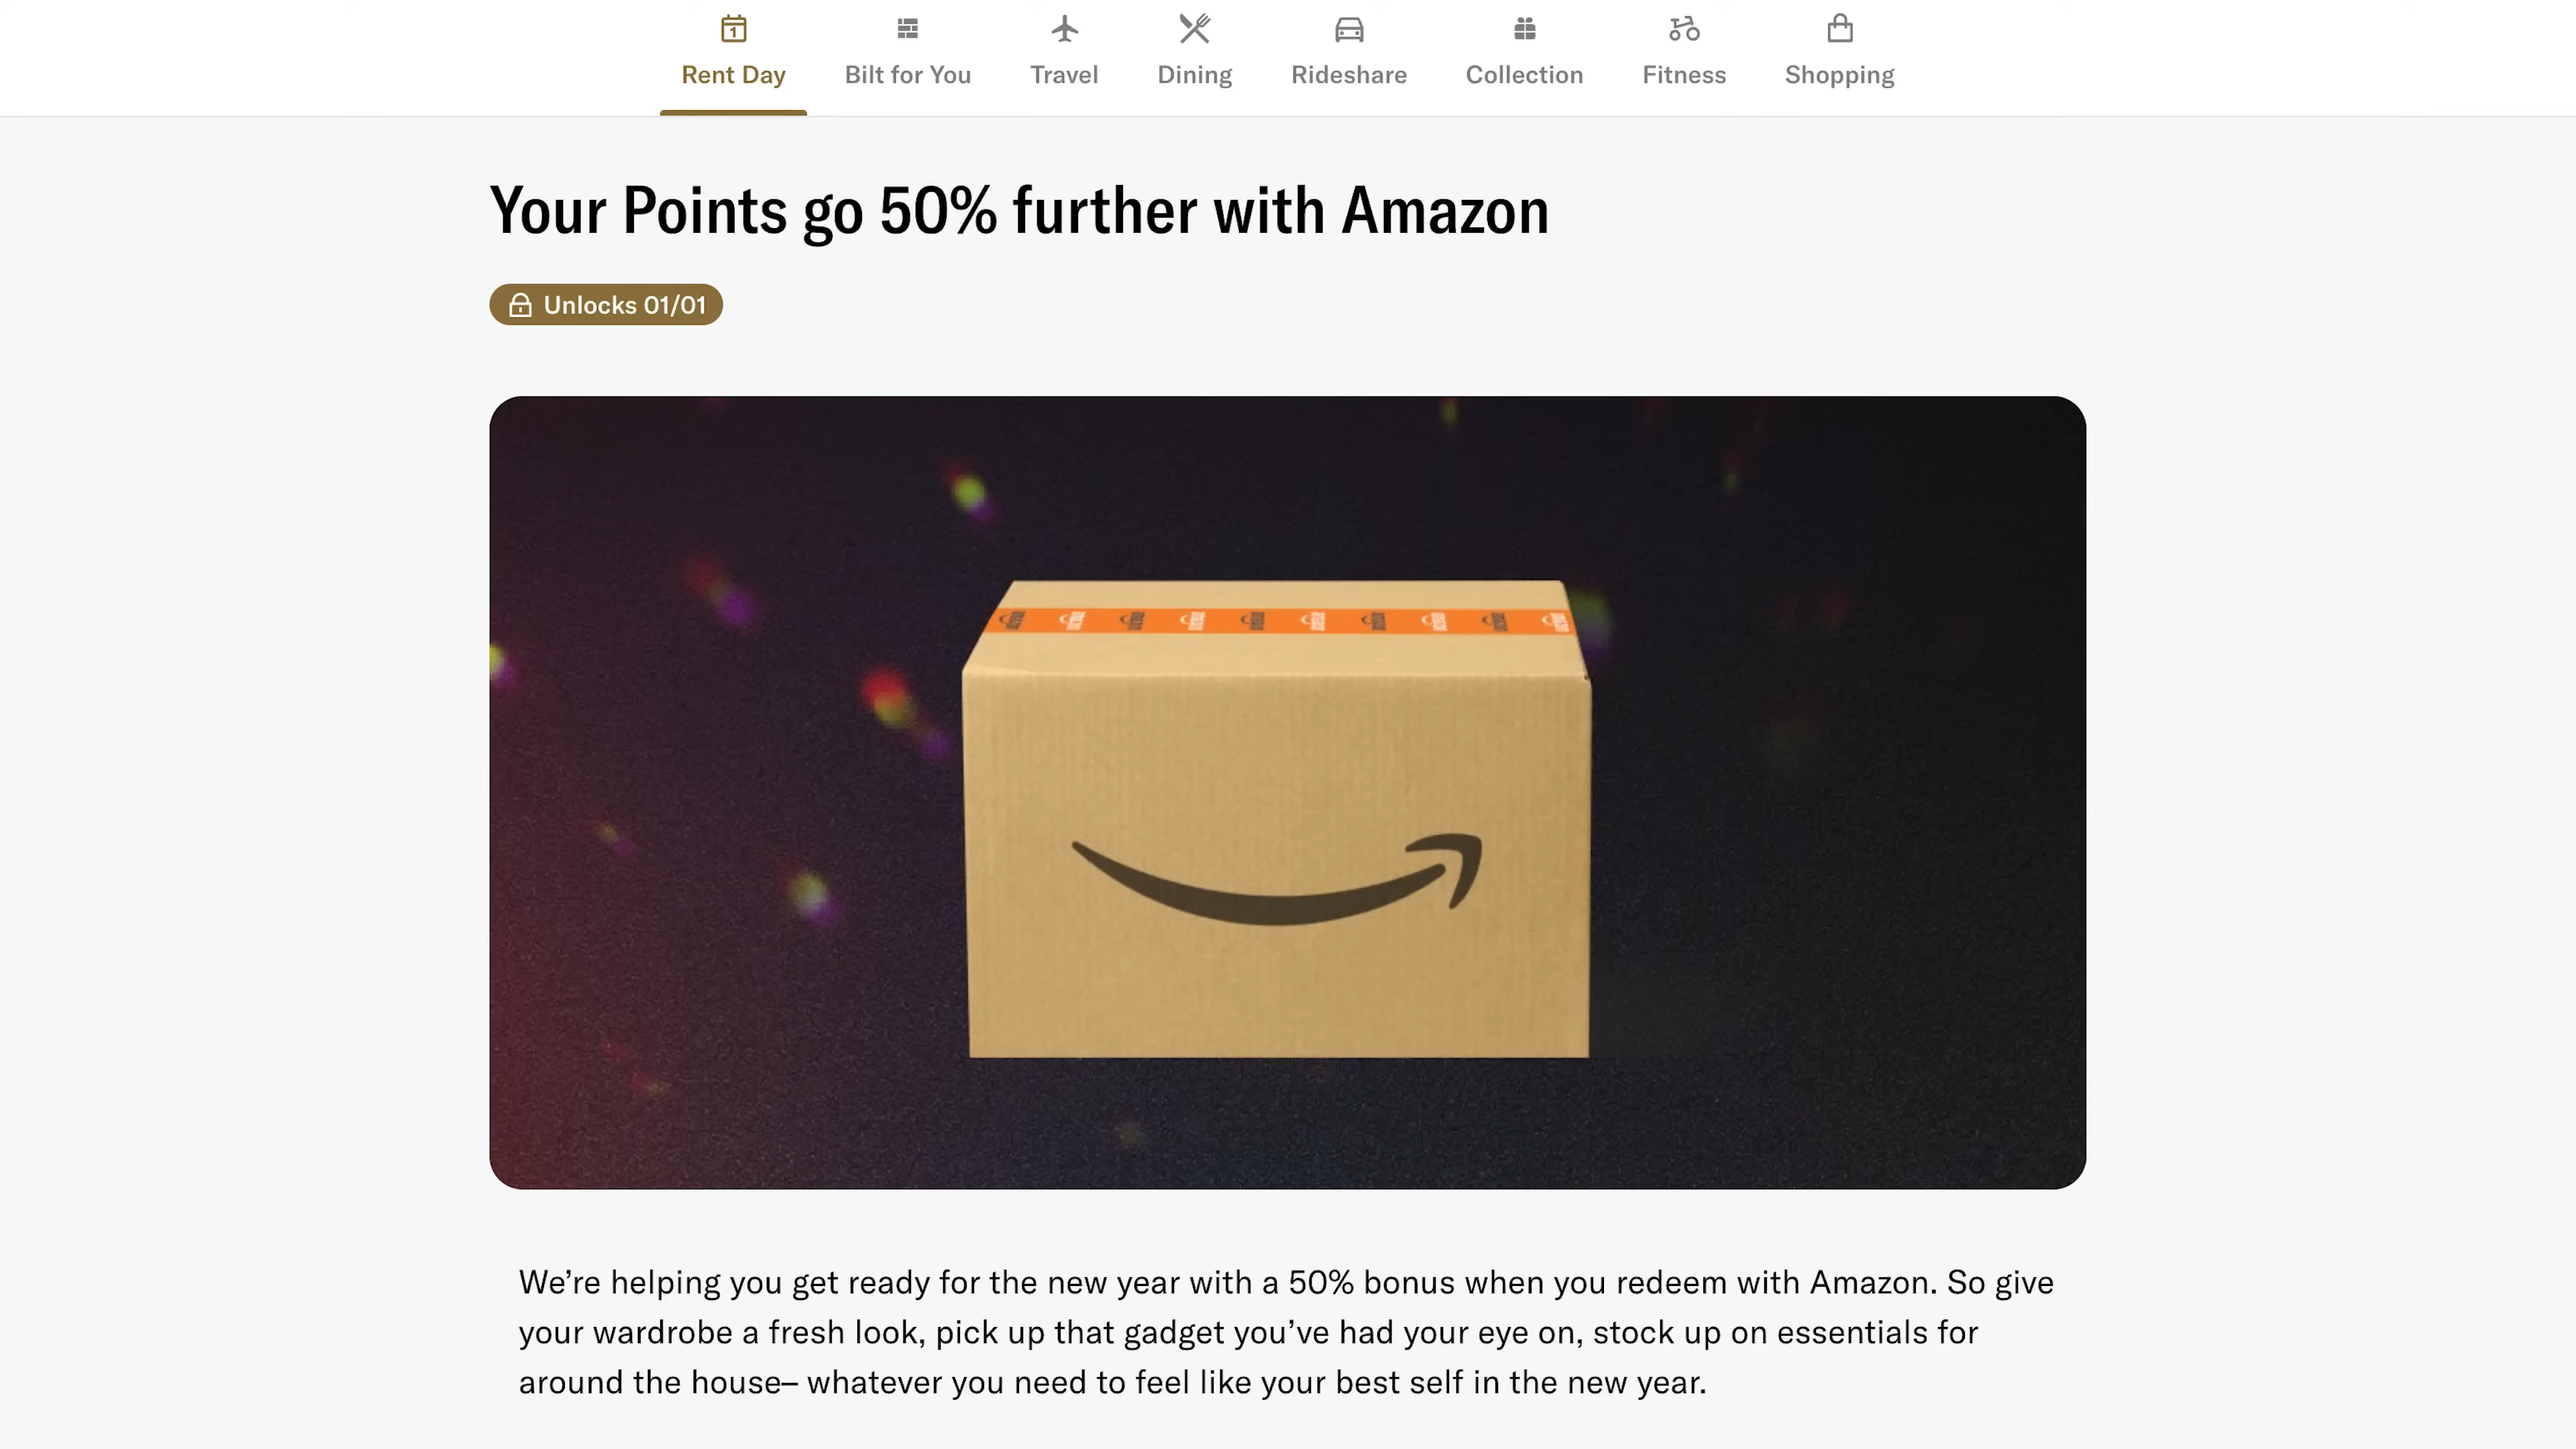 Rent Day
Bilt for You
Travel
Dining
Rideshare
Collection
Fitness
Shopping
Your Points go 50% further with Amazon
Unlocks 01/01
We’re helping you get ready for the new year with a 50% bonus when you redeem with Amazon. So give
your wardrobe a fresh look, pick up that gadget you’ve had your eye on, stock up on essentials for
around the house– whatever you need to feel like your best self in the new year.